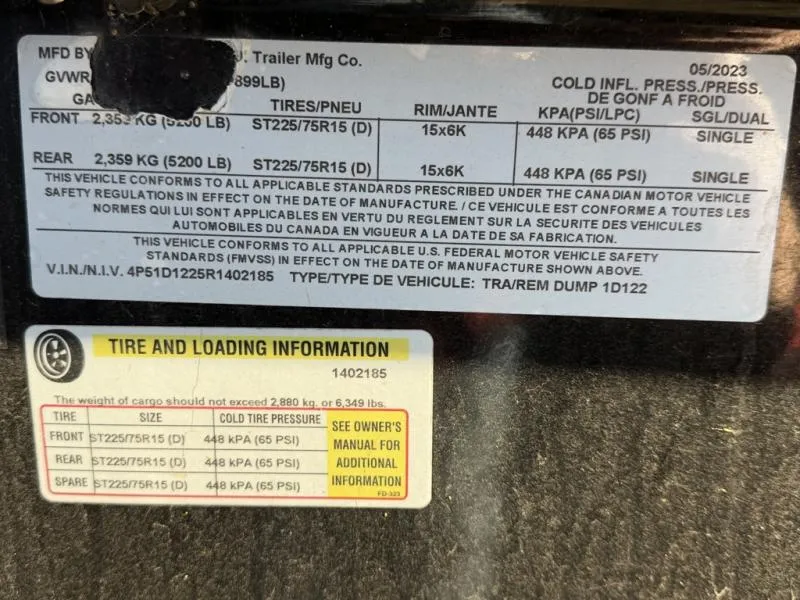 MFD BY J. Trailer Mfg Co.
05/2023
GVWR 899LB)
COLD INFL. PRESS./PRESS.
DE GONF A FROID
GA TIRES/PNEU RIM/JANTE KPA(PSI/LPC) SGL/DUAL
FRONT 2,359 KG (5200 LB) ST225/75R15 (D) 15x6K 448 KPA (65 PSI) SINGLE
REAR 2,359 KG (5200 LB) ST225/75R15 (D) 15x6K 448 KPA (65 PSI) SINGLE
THIS VEHICLE CONFORMS TO ALL APPLICABLE STANDARDS PRESCRIBED UNDER THE CANADIAN MOTOR VEHICLE
SAFETY REGULATIONS IN EFFECT ON THE DATE OF MANUFACTURE. / CE VEHICULE EST CONFORME A TOUTES LES
NORMES QUI LUI SONT APPLICABLES EN VERTU DU REGLEMENT SUR LA SECURITE DES VEHICULES
AUTOMOBILES DU CANADA EN VIGUEUR A LA DATE DE SA FABRICATION.
THIS VEHICLE CONFORMS TO ALL APPLICABLE U.S. FEDERAL MOTOR VEHICLE SAFETY
STANDARDS (FMVSS) IN EFFECT ON THE DATE OF MANUFACTURE SHOWN ABOVE.
V.I.N./N.I.V. 4P51D1225R1402185 TYPE/TYPE DE VEHICULE: TRA/REM DUMP 1D122
TIRE AND LOADING INFORMATION
1402185
The weight of cargo should not exceed 2,880 kg. or 6,349 lbs.
TIRE SIZE COLD TIRE PRESSURE
FRONT ST225/75R15 (D) 448 kPA (65 PSI)
REAR ST225/75R15 (D) 448 kPA (65 PSI)
SPARE ST225/75R15 (D) 448 kPA (65 PSI)
SEE OWNER'S
MANUAL FOR
ADDITIONAL
INFORMATION
FD-323